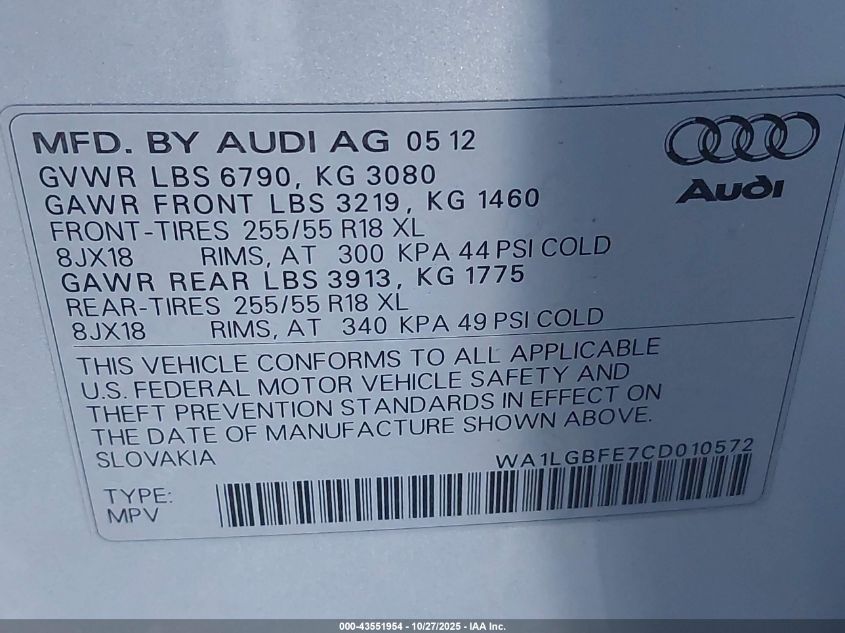 MFD. BY AUDI AG 05 12
GVWR LBS 6790, KG 3080
GAWR FRONT LBS 3219, KG 1460
FRONT-TIRES 255/55 R18 XL
8JX18 RIMS, AT 300 KPA 44 PSI COLD
GAWR REAR LBS 3913, KG 1775
REAR-TIRES 255/55 R18 XL
8JX18 RIMS, AT 340 KPA 49 PSI COLD
Audi
THIS VEHICLE CONFORMS TO ALL APPLICABLE
U.S. FEDERAL MOTOR VEHICLE SAFETY AND
THEFT PREVENTION STANDARDS IN EFFECT ON
THE DATE OF MANUFACTURE SHOWN ABOVE.
SLOVAKIA
WA1LGBFE7CD010572
TYPE:
MPV
000-43551954 - 10/27/2025 - IAA Inc.